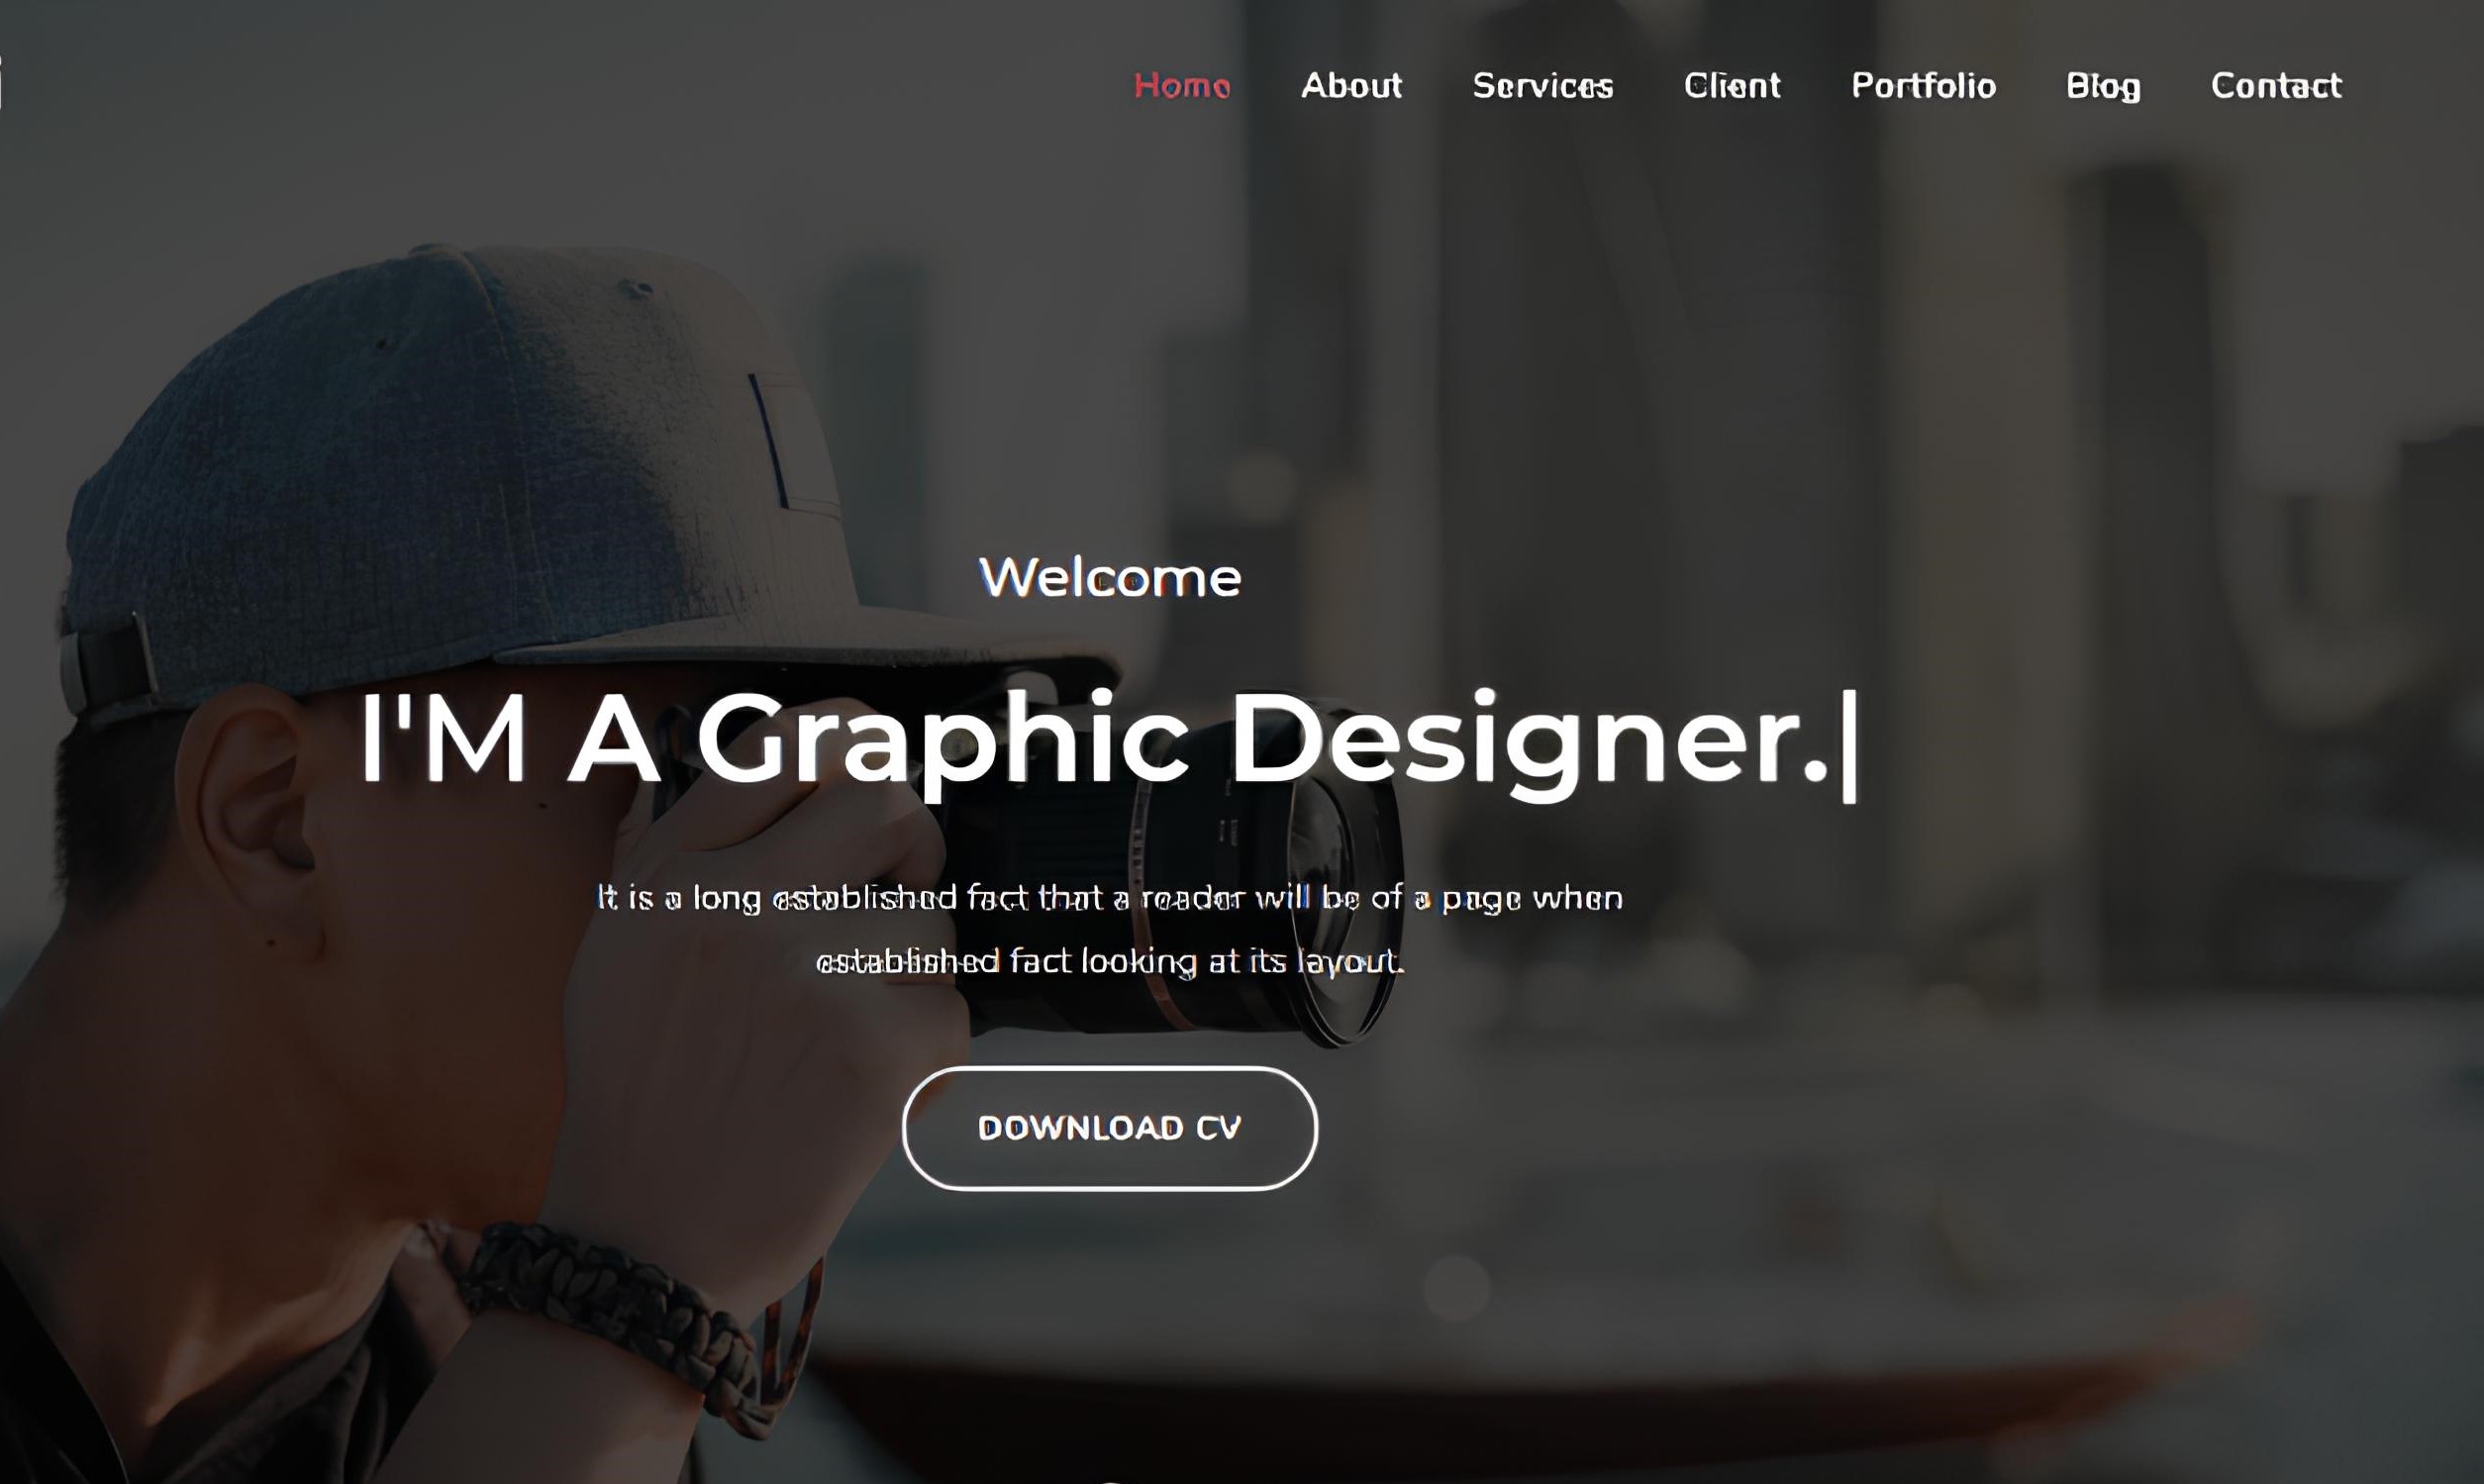 Home About Services Client Portfolio Blog Contact
Welcome
I'M A Graphic Designer.|
It is a long established fact that a reader will be of a page when
established fact looking at its layout.
DOWNLOAD CV